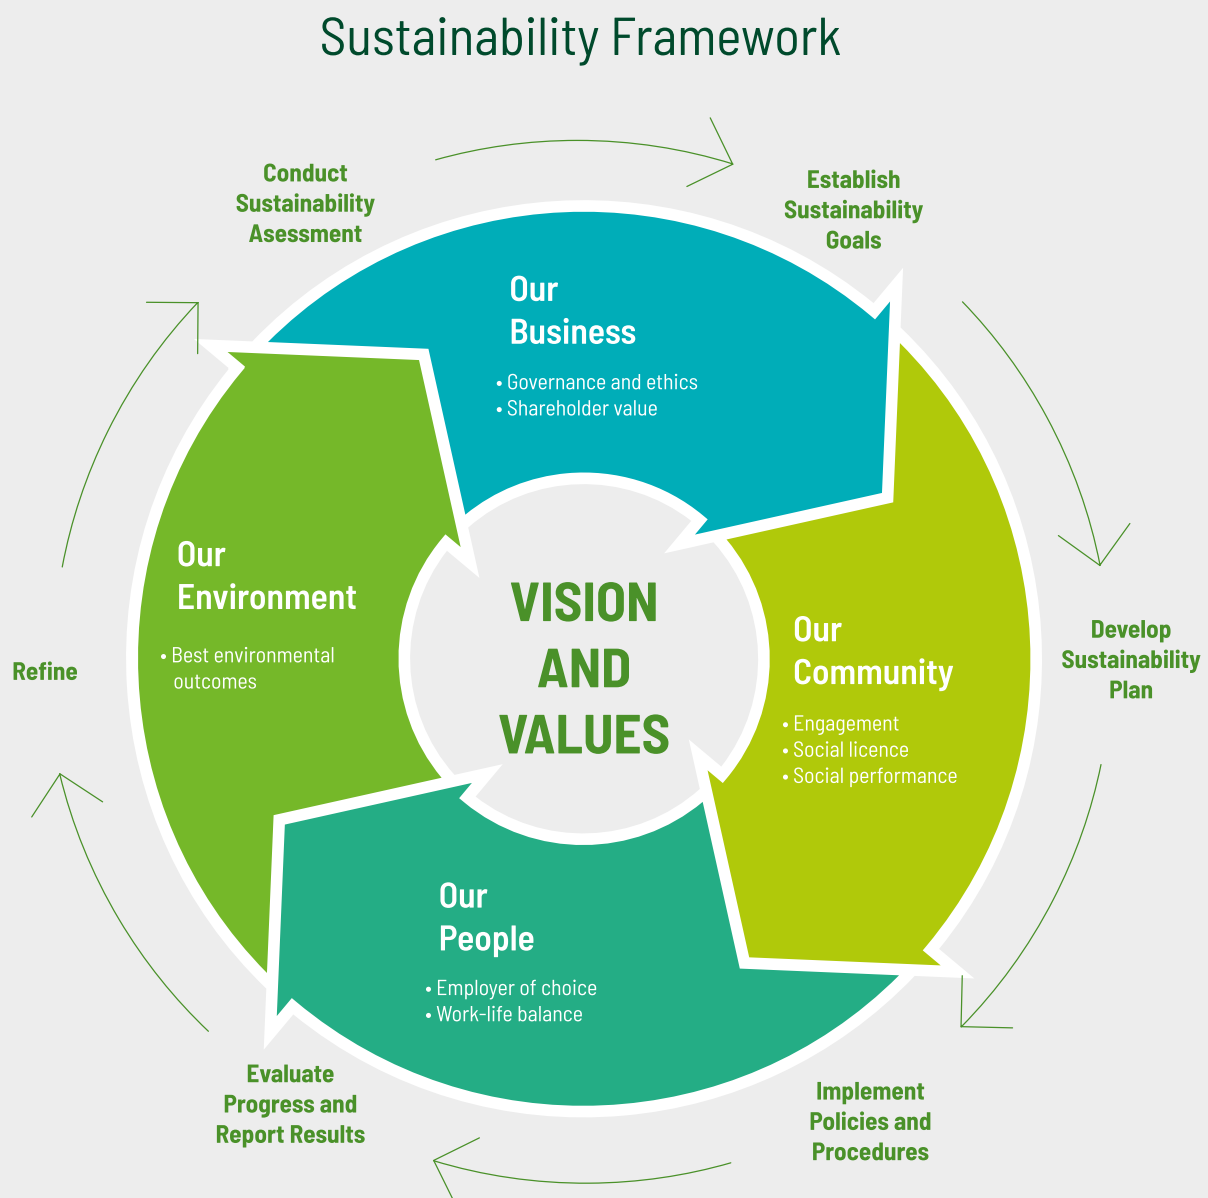 Sustainability Framework
Conduct
Sustainability
Asessment
Establish
Sustainability
Goals
Our
Business
• Governance and ethics
• Shareholder value
Our
Environment
• Best environmental
outcomes
Refine
VISION
AND
VALUES
Our
Community
• Engagement
• Social licence
• Social performance
Develop
Sustainability
Plan
Our
People
• Employer of choice
• Work-life balance
Evaluate
Progress and
Report Results
Implement
Policies and
Procedures